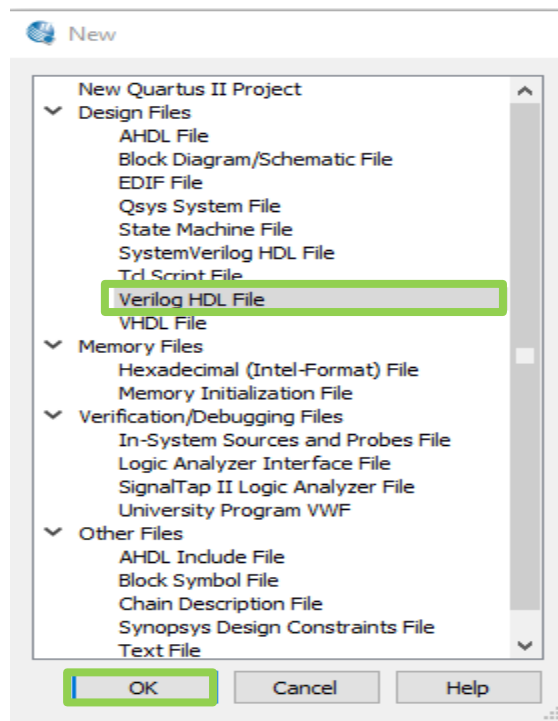 New
New Quartus II Project
Design Files
AHDL File
Block Diagram/Schematic File
EDIF File
Qsys System File
State Machine File
SystemVerilog HDL File
Tcl Script File
Verilog HDL File
VHDL File
Memory Files
Hexadecimal (Intel-Format) File
Memory Initialization File
Verification/Debugging Files
In-System Sources and Probes File
Logic Analyzer Interface File
SignalTap II Logic Analyzer File
University Program VWF
Other Files
AHDL Include File
Block Symbol File
Chain Description File
Synopsys Design Constraints File
Text File
OK Cancel Help